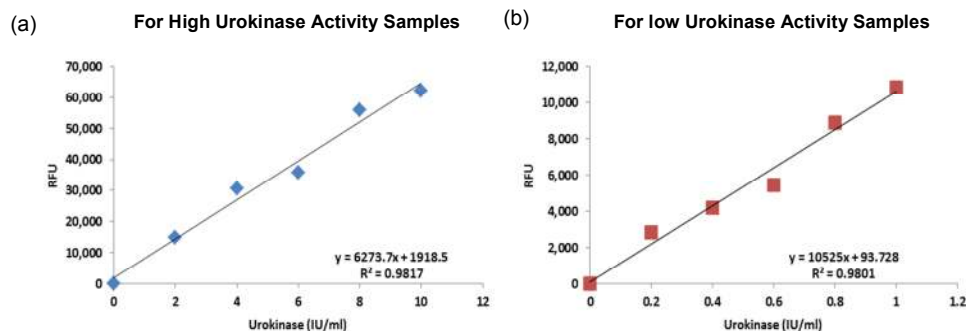 (a)
For High Urokinase Activity Samples
70,000
60,000
50,000
40,000
30,000
20,000
10,000
0
RFU
0 2 4 6 8 10 12
Urokinase (IU/ml)
y = 6273.7x + 1918.5
R² = 0.9817
(b)
For low Urokinase Activity Samples
12,000
10,000
8,000
6,000
4,000
2,000
0
RFU
0 0.2 0.4 0.6 0.8 1 1.2
Urokinase (IU/ml)
y = 10525x + 93.728
R² = 0.9801